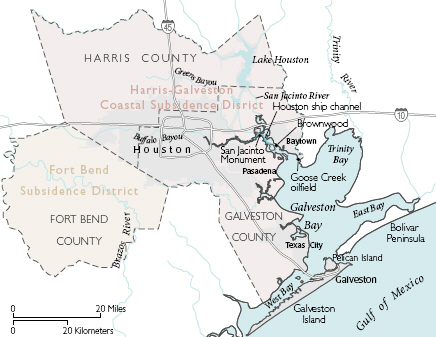 45
HARRIS COUNTY
Greens Bayou
Lake Houston
Trinity
River
Harris-Galveston
Coastal Subsidence District
San Jacinto River
Houston ship channel
10
Brownwood
Buffalo Bayou
Houston
San Jacinto
Monument
Baytown
Trinity
Bay
Pasadena
Fort Bend
Subsidence District
Goose Creek
oilfield
FORT BEND
COUNTY
Brazos River
GALVESTON
COUNTY
Galveston
Bay
East Bay
Bolivar
Peninsula
Texas City
Pelican Island
Galveston
West Bay
Galveston
Island
Gulf of Mexico
0 20 Miles
0 20 Kilometers